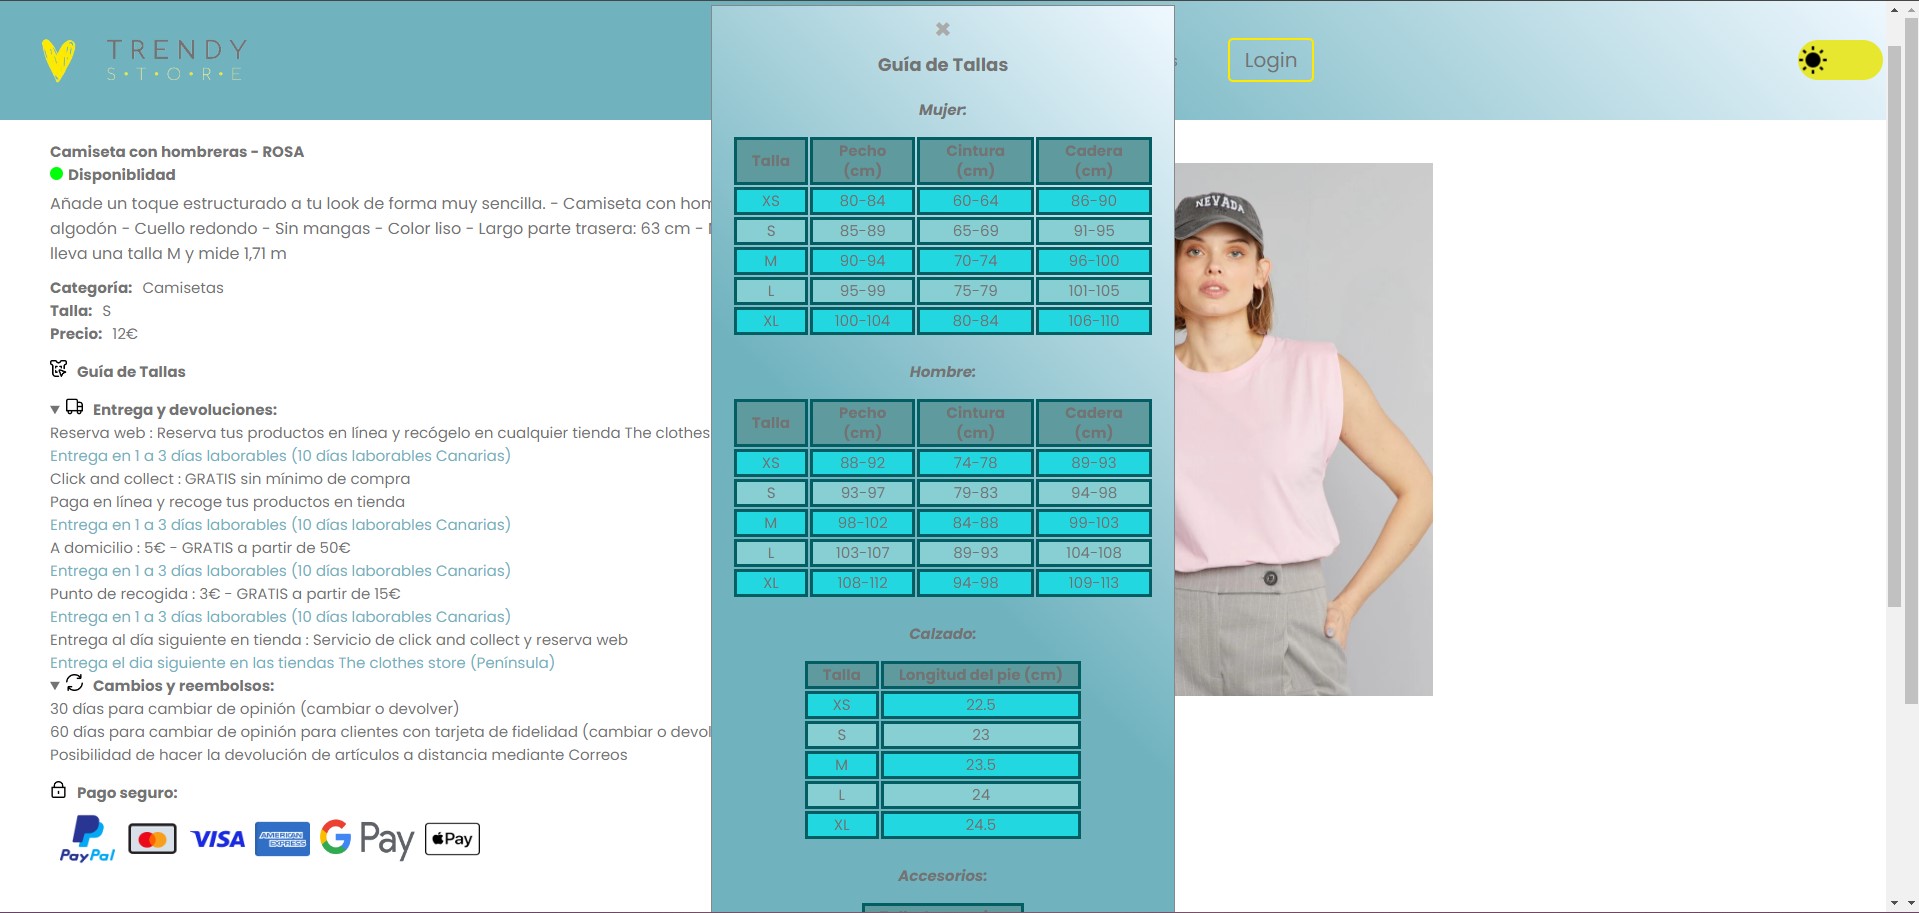 TRENDY
S·T·O·R·E
Login
Camiseta con hombreras - ROSA
Disponiblidad
Añade un toque estructurado a tu look de forma muy sencilla. - Camiseta con
algodón - Cuello redondo - Sin mangas - Color liso - Largo parte trasera: 63 cm -
lleva una talla M y mide 1,71 m
Categoría: Camisetas
Talla: S
Precio: 12€
Guía de Tallas
Entrega y devoluciones:
Reserva web : Reserva tus productos en línea y recógelo en cualquier tienda The clothes
Entrega en 1 a 3 días laborables (10 días laborables Canarias)
Click and collect : GRATIS sin mínimo de compra
Paga en línea y recoge tus productos en tienda
Entrega en 1 a 3 días laborables (10 días laborables Canarias)
A domicilio : 5€ - GRATIS a partir de 50€
Entrega en 1 a 3 días laborables (10 días laborables Canarias)
Punto de recogida : 3€ - GRATIS a partir de 15€
Entrega en 1 a 3 días laborables (10 días laborables Canarias)
Entrega al día siguiente en tienda : Servicio de click and collect y reserva web
Entrega el dia siguiente en las tiendas The clothes store (Península)
Cambios y reembolsos:
30 días para cambiar de opinión (cambiar o devolver)
60 días para cambiar de opinión para clientes con tarjeta de fidelidad (cambiar o
Posibilidad de hacer la devolución de artículos a distancia mediante Correos
Pago seguro:
PayPal VISA AMERICAN EXPRESS G Pay Pay
✖
Guía de Tallas
Mujer:
Talla Pecho (cm) Cintura (cm) Cadera (cm)
XS 80-84 60-64 86-90
S 85-89 65-69 91-95
M 90-94 70-74 96-100
L 95-99 75-79 101-105
XL 100-104 80-84 106-110
Hombre:
Talla Pecho (cm) Cintura (cm) Cadera (cm)
XS 88-92 74-78 89-93
S 93-97 79-83 94-98
M 98-102 84-88 99-103
L 103-107 89-93 104-108
XL 108-112 94-98 109-113
Calzado:
Talla Longitud del pie (cm)
XS 22.5
S 23
M 23.5
L 24
XL 24.5
Accesorios:
NEVADA